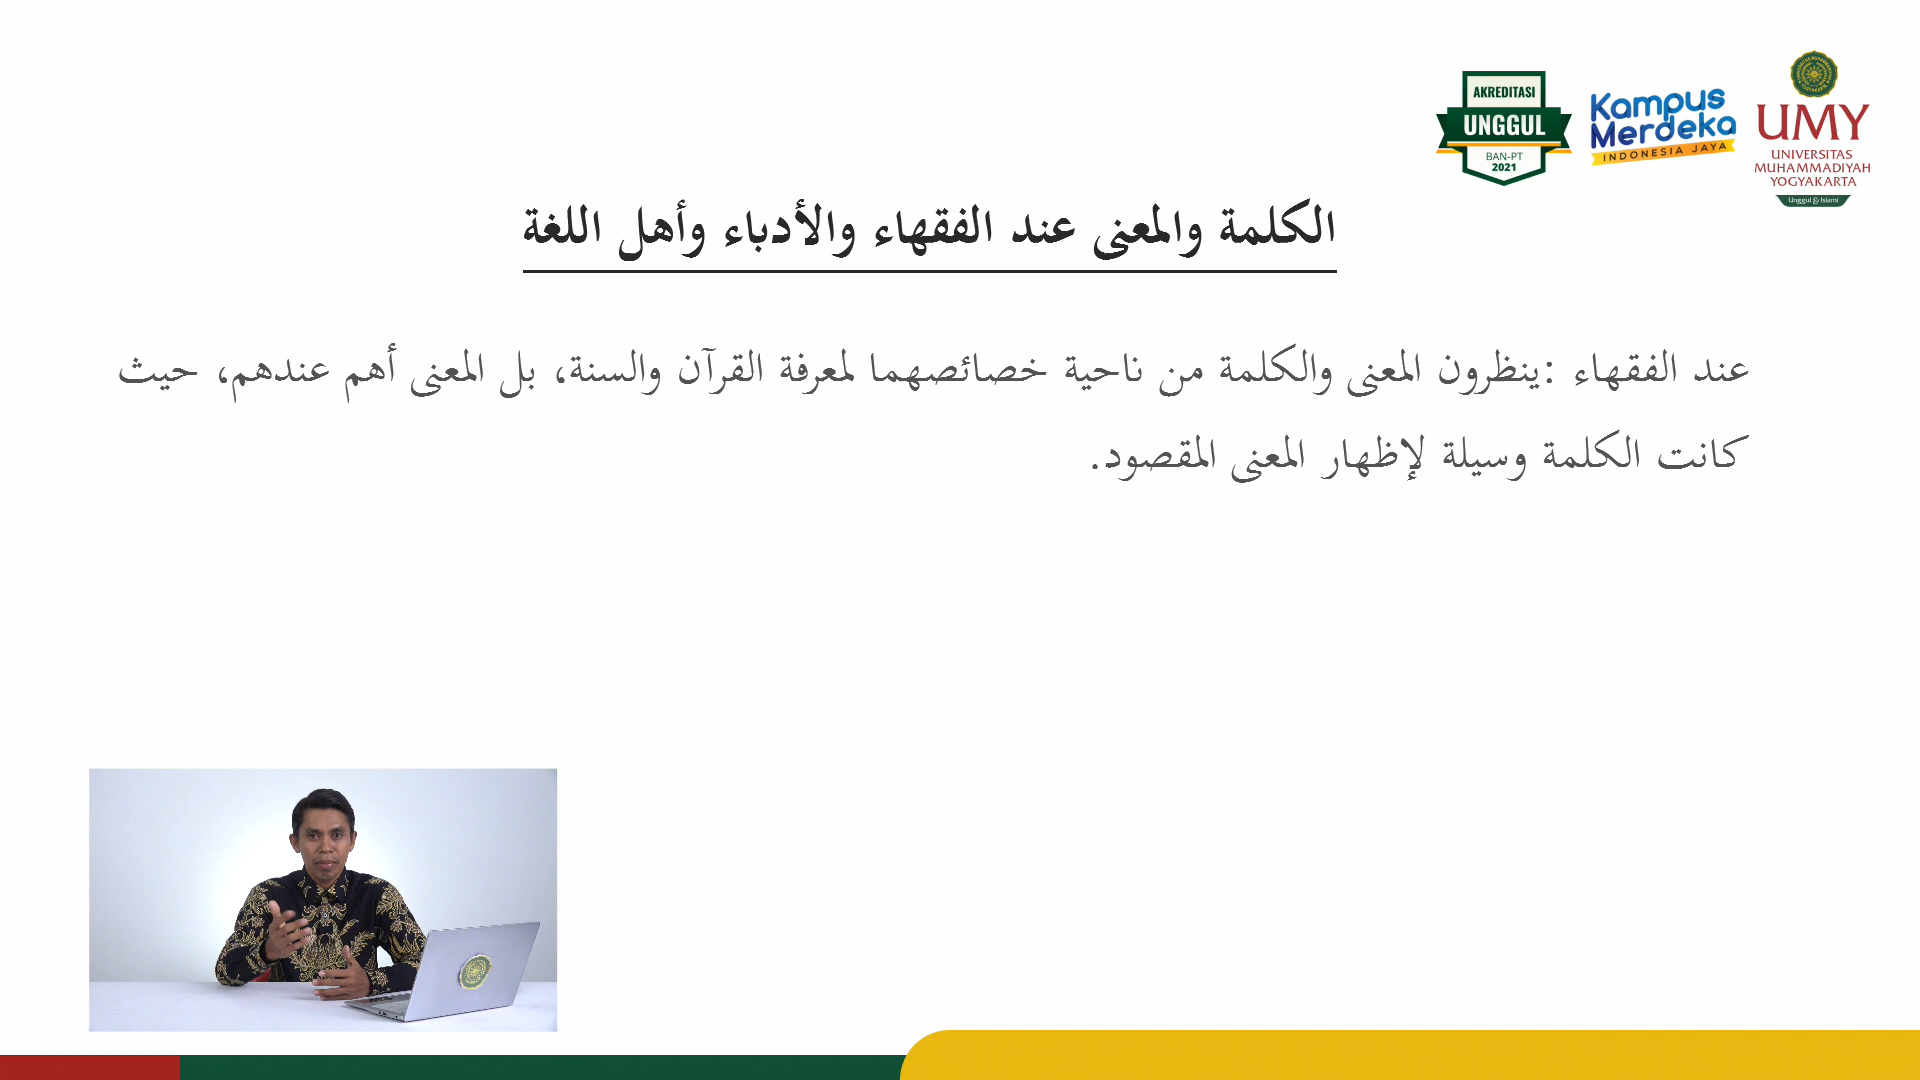 AKREDITASI
UNGGUL
BAN-PT
2021
Kampus
Merdeka
INDONESIA JAYA
UMY
UNIVERSITAS
MUHAMMADIYAH
YOGYAKARTA
Unggul & Islami
الكلمة والمعنى عند الفقهاء والأدباء وأهل اللغة
عند الفقهاء :ينظرون المعنى والكلمة من ناحية خصائصهما لمعرفة القرآن والسنة، بل المعنى أهم عندهم، حيث
كانت الكلمة وسيلة لإظهار المعنى المقصود.